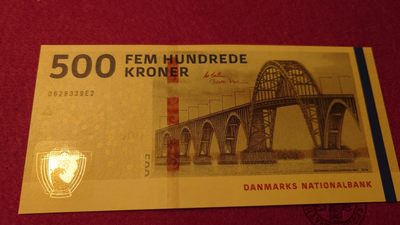 500 FEM HUNDREDE
KRONER
DANMARKS NATIONALBANK